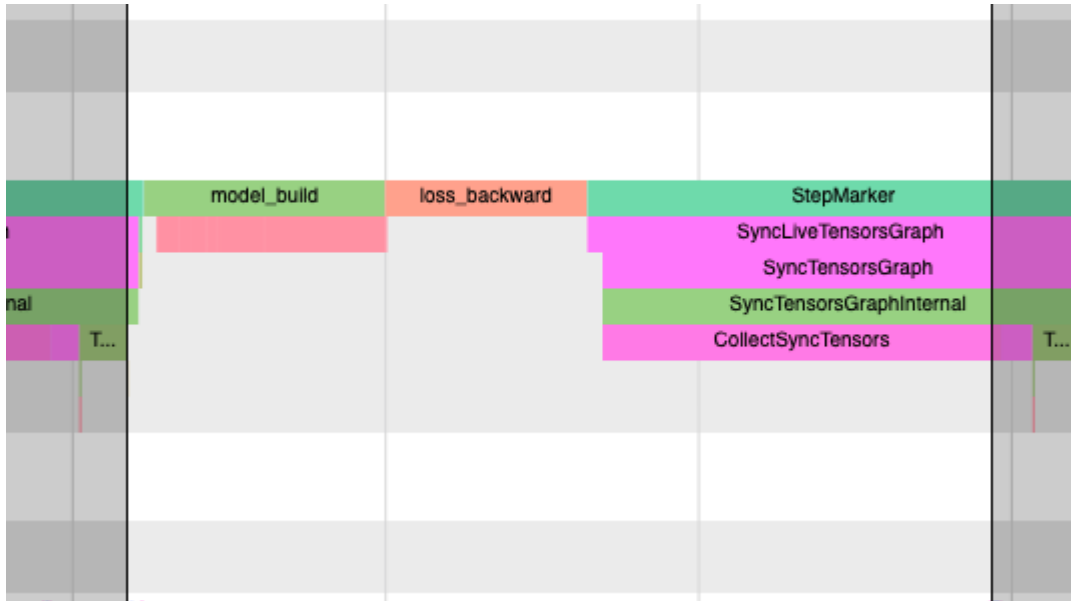 model_build loss_backward StepMarker
SyncLiveTensorsGraph
SyncTensorsGraph
nal SyncTensorsGraphInternal
T... CollectSyncTensors T...